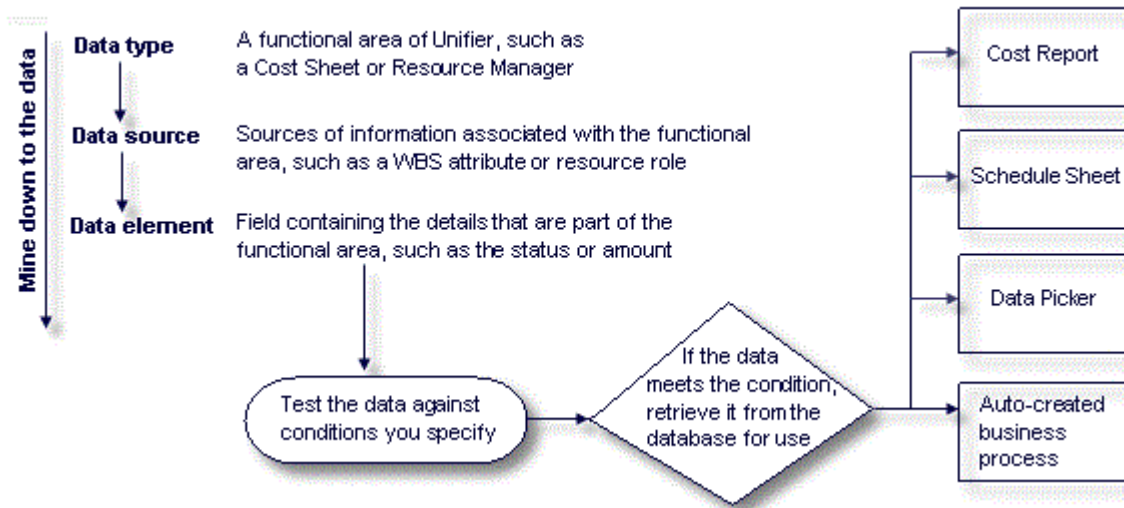 Mine down to the data
Data type
A functional area of Unifier, such as
a Cost Sheet or Resource Manager
Data source
Sources of information associated with the functional
area, such as a WBS attribute or resource role
Data element
Field containing the details that are part of the
functional area, such as the status or amount
Test the data against
conditions you specify
If the data
meets the condition,
retrieve it from the
database for use
Cost Report
Schedule Sheet
Data Picker
Auto-created
business
process